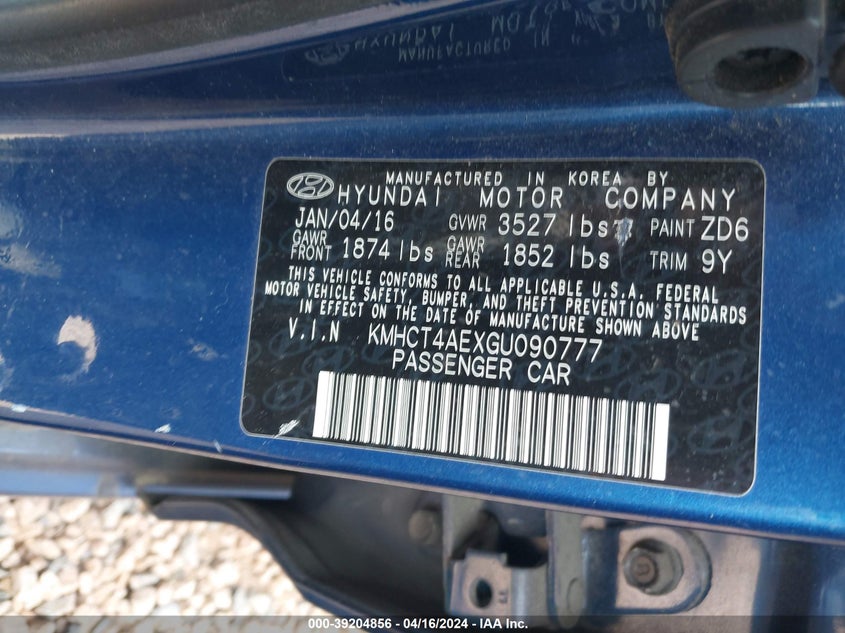 MANUFACTURED IN KOREA BY
HYUNDAI MOTOR COMPANY
JAN/04/16 GVWR 3527 lbs PAINT ZD6
GAWR FRONT 1874 lbs GAWR REAR 1852 lbs TRIM 9Y
THIS VEHICLE CONFORMS TO ALL APPLICABLE U.S.A. FEDERAL
MOTOR VEHICLE SAFETY, BUMPER, AND THEFT PREVENTION STANDARDS
IN EFFECT ON THE DATE OF MANUFACTURE SHOWN ABOVE
V.I.N KMHCT4AEXGU090777
PASSENGER CAR
000-39204856 - 04/16/2024 - IAA Inc.